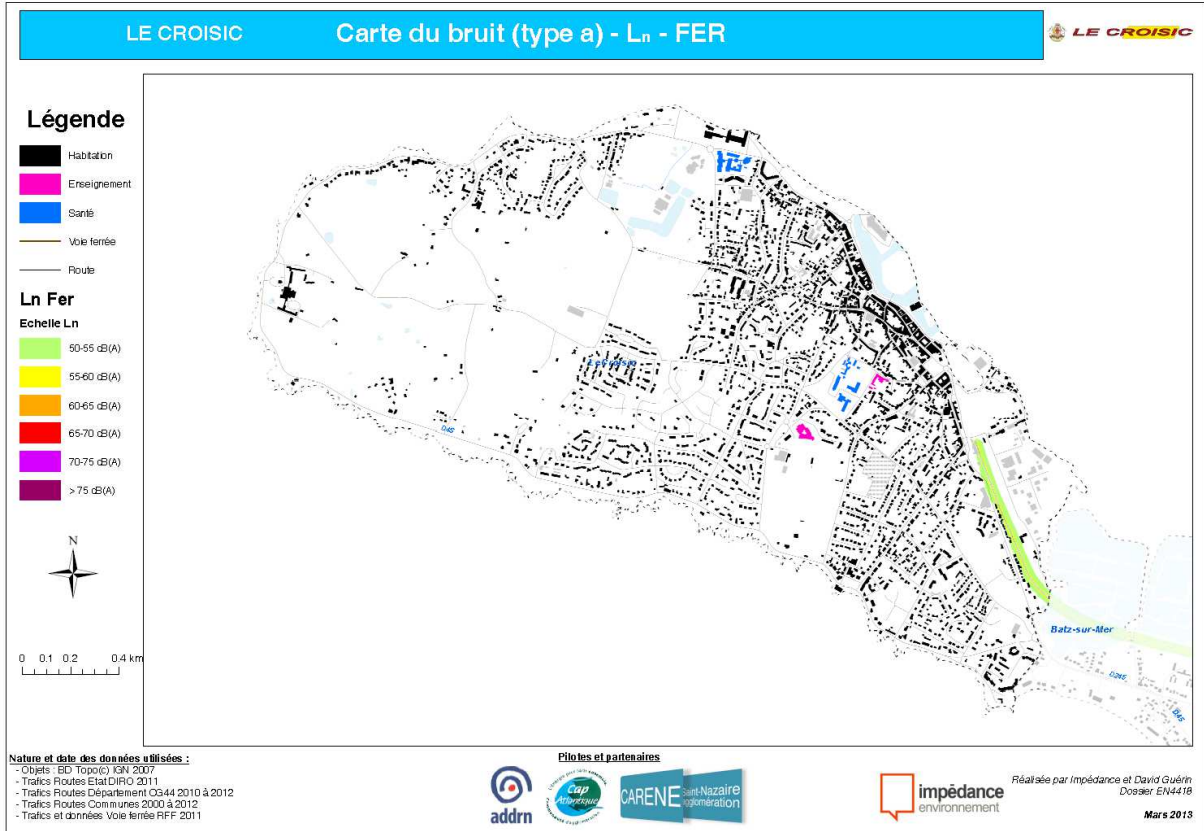 LE CROISIC
Carte du bruit (type a) - Ln - FER
LE CROISIC
Légende
Habitation
Enseignement
Santé
Voie ferrée
Route
Ln Fer
Echelle Ln
50-55 dB(A)
55-60 dB(A)
60-65 dB(A)
65-70 dB(A)
70-75 dB(A)
> 75 dB(A)
N
0 0.1 0.2 0.4 km
Le Croisic
D45
Batz-sur-Mer
D245
D45
Nature et date des données utilisées :
- Objets : BD Topo(c) IGN 2007
- Trafics Routes Etat DIRO 2011
- Trafics Routes Département CG44 2010 à 2012
- Trafics Routes Communes 2000 à 2012
- Trafics et données Voie ferrée RFF 2011
Pilotes et partenaires
addrn
Cap
Atlantique
CARENE
Saint-Nazaire
agglomération
impédance
environnement
Réalisée par Impédance et David Guérin
Dossier EN4418
Mars 2013